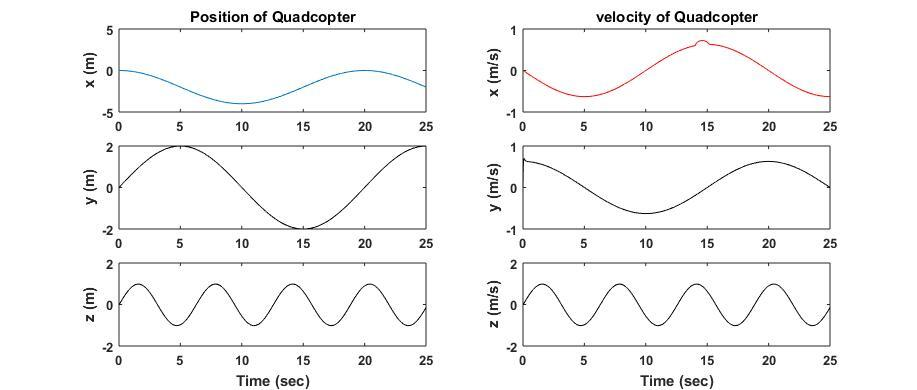 Position of Quadcopter
5
0
-5
x (m)
0 5 10 15 20 25
2
0
-2
y (m)
0 5 10 15 20 25
2
0
-2
z (m)
0 5 10 15 20 25
Time (sec)
velocity of Quadcopter
1
0
-1
x (m/s)
0 5 10 15 20 25
1
0
-1
y (m/s)
0 5 10 15 20 25
2
0
-2
z (m/s)
0 5 10 15 20 25
Time (sec)